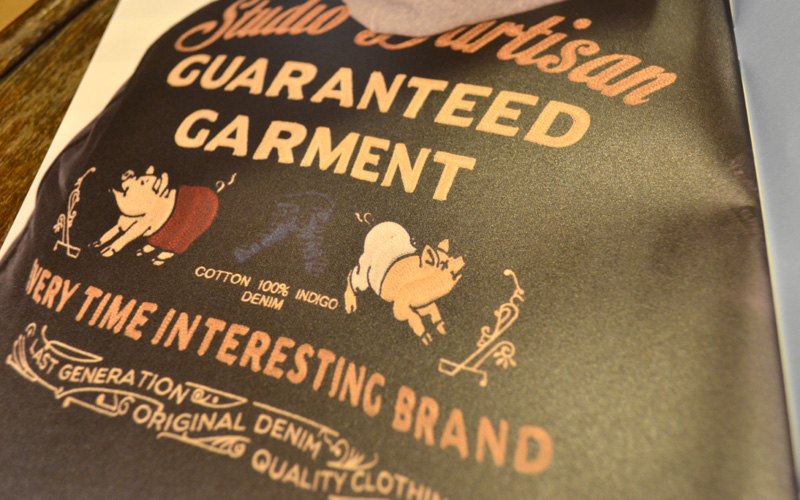 Studio D'artisan
GUARANTEED
GARMENT
COTTON 100% INDIGO
DENIM
VERY TIME INTERESTING BRAND
LAST GENERATION
ORIGINAL DENIM
QUALITY CLOTHIN